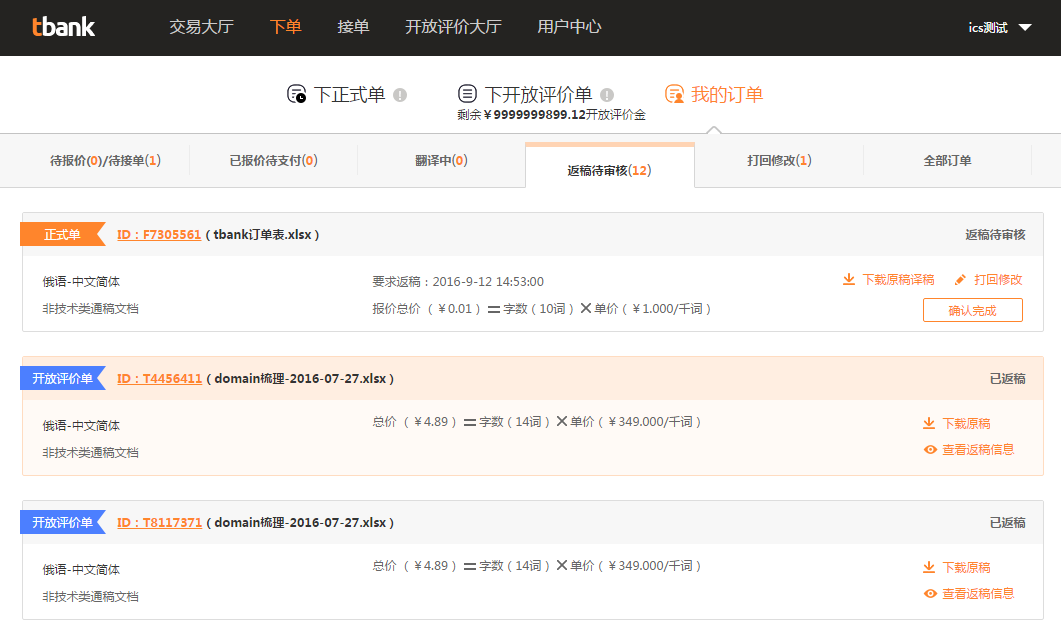 tbank 交易大厅 下单 接单 开放评价大厅 用户中心 ics测试
下正式单 下开放评价单 我的订单
剩余￥9999999899.12开放评价金
待报价(0)/待接单(1) 已报价待支付(0) 翻译中(0) 返稿待审核(12) 打回修改(1) 全部订单
正式单 ID：F7305561 ( tbank订单表.xlsx ) 返稿待审核
俄语-中文简体 要求返稿：2016-9-12 14:53:00 下载原稿译稿 打回修改
非技术类通稿文档 报价总价 （￥0.01 ）＝字数（10词 ）×单价（￥1.000/千词 ） 确认完成
开放评价单 ID：T4456411 ( domain梳理-2016-07-27.xlsx ) 已返稿
俄语-中文简体 总价 （￥4.89 ）＝字数（14词 ）×单价（￥349.000/千词 ） 下载原稿
非技术类通稿文档 查看返稿信息
开放评价单 ID：T8117371 ( domain梳理-2016-07-27.xlsx ) 已返稿
俄语-中文简体 总价 （￥4.89 ）＝字数（14词 ）×单价（￥349.000/千词 ） 下载原稿
非技术类通稿文档 查看返稿信息